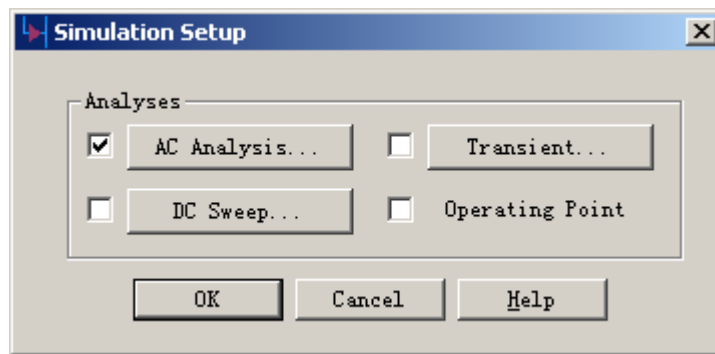 Simulation Setup
Analyses
AC Analysis... Transient...
DC Sweep... Operating Point
OK Cancel Help